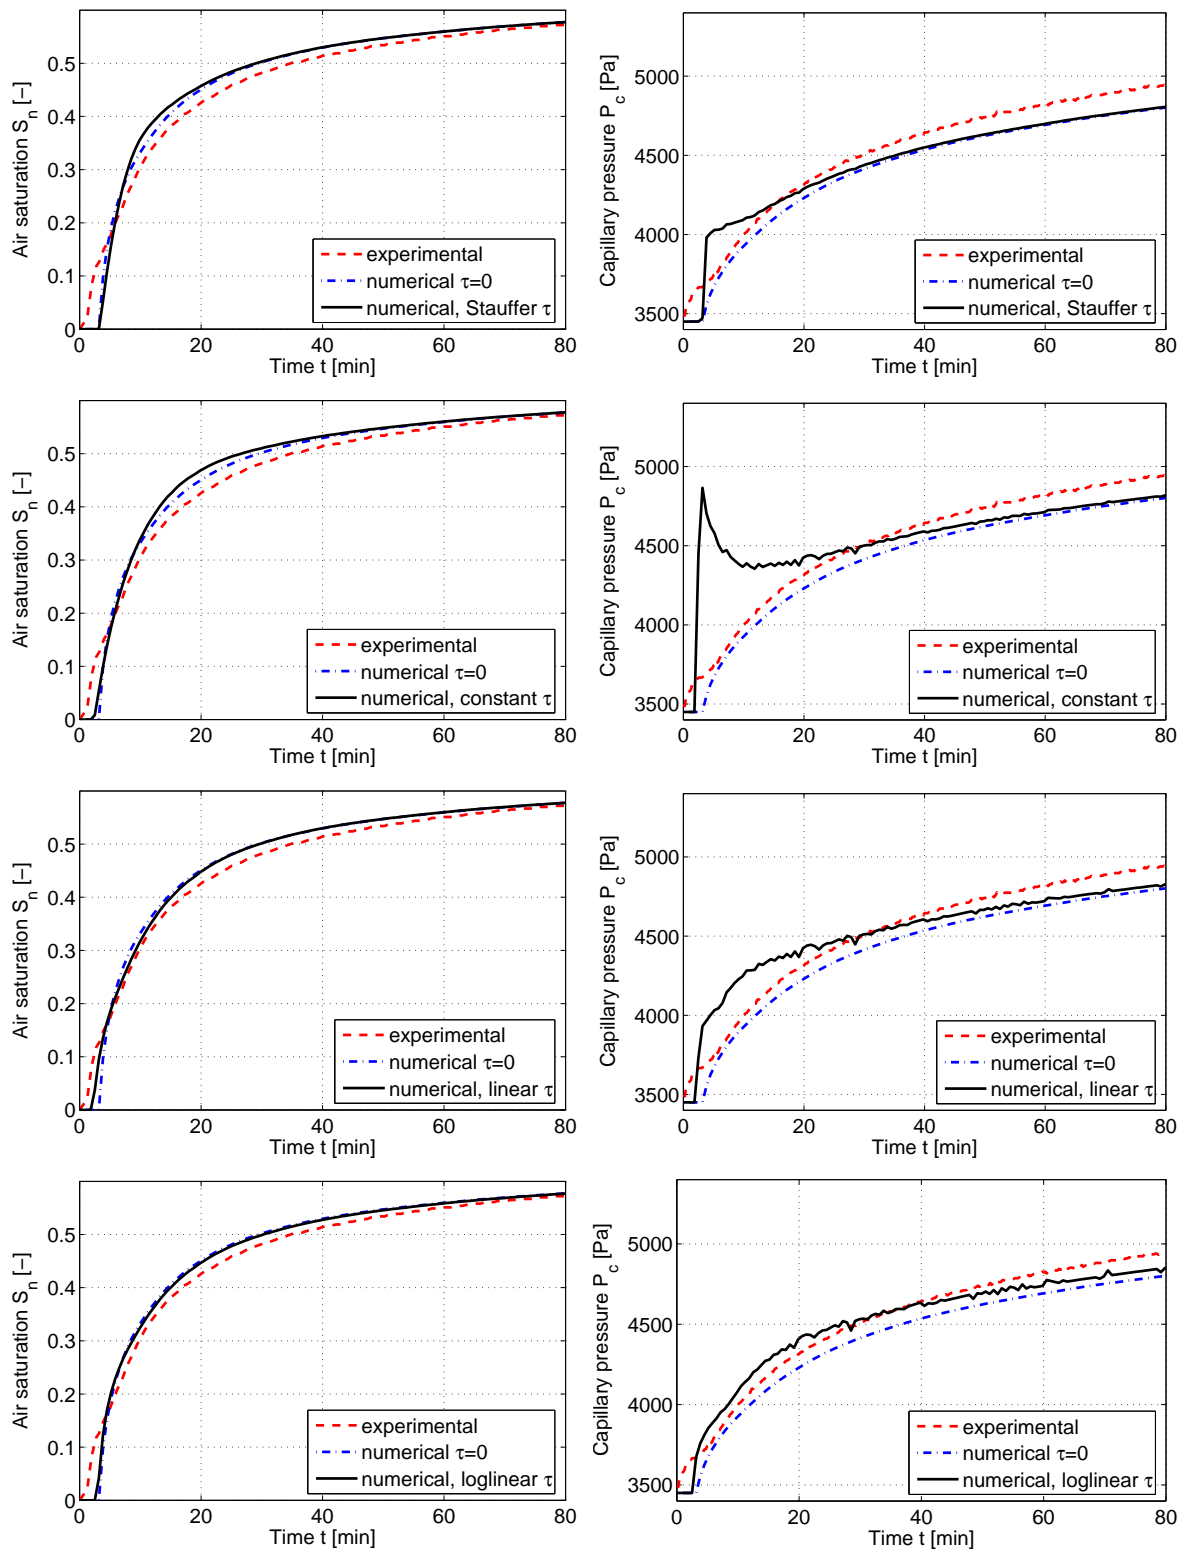 Air saturation S_n [–]
0.5
0.4
0.3
0.2
0.1
0
0 20 40 60 80
Time t [min]
experimental
numerical τ=0
numerical, Stauffer τ
Capillary pressure P_c [Pa]
5000
4500
4000
3500
0 20 40 60 80
Time t [min]
experimental
numerical τ=0
numerical, Stauffer τ
Air saturation S_n [–]
0.5
0.4
0.3
0.2
0.1
0
0 20 40 60 80
Time t [min]
experimental
numerical τ=0
numerical, constant τ
Capillary pressure P_c [Pa]
5000
4500
4000
3500
0 20 40 60 80
Time t [min]
experimental
numerical τ=0
numerical, constant τ
Air saturation S_n [–]
0.5
0.4
0.3
0.2
0.1
0
0 20 40 60 80
Time t [min]
experimental
numerical τ=0
numerical, linear τ
Capillary pressure P_c [Pa]
5000
4500
4000
3500
0 20 40 60 80
Time t [min]
experimental
numerical τ=0
numerical, linear τ
Air saturation S_n [–]
0.5
0.4
0.3
0.2
0.1
0
0 20 40 60 80
Time t [min]
experimental
numerical τ=0
numerical, loglinear τ
Capillary pressure P_c [Pa]
5000
4500
4000
3500
0 20 40 60 80
Time t [min]
experimental
numerical τ=0
numerical, loglinear τ